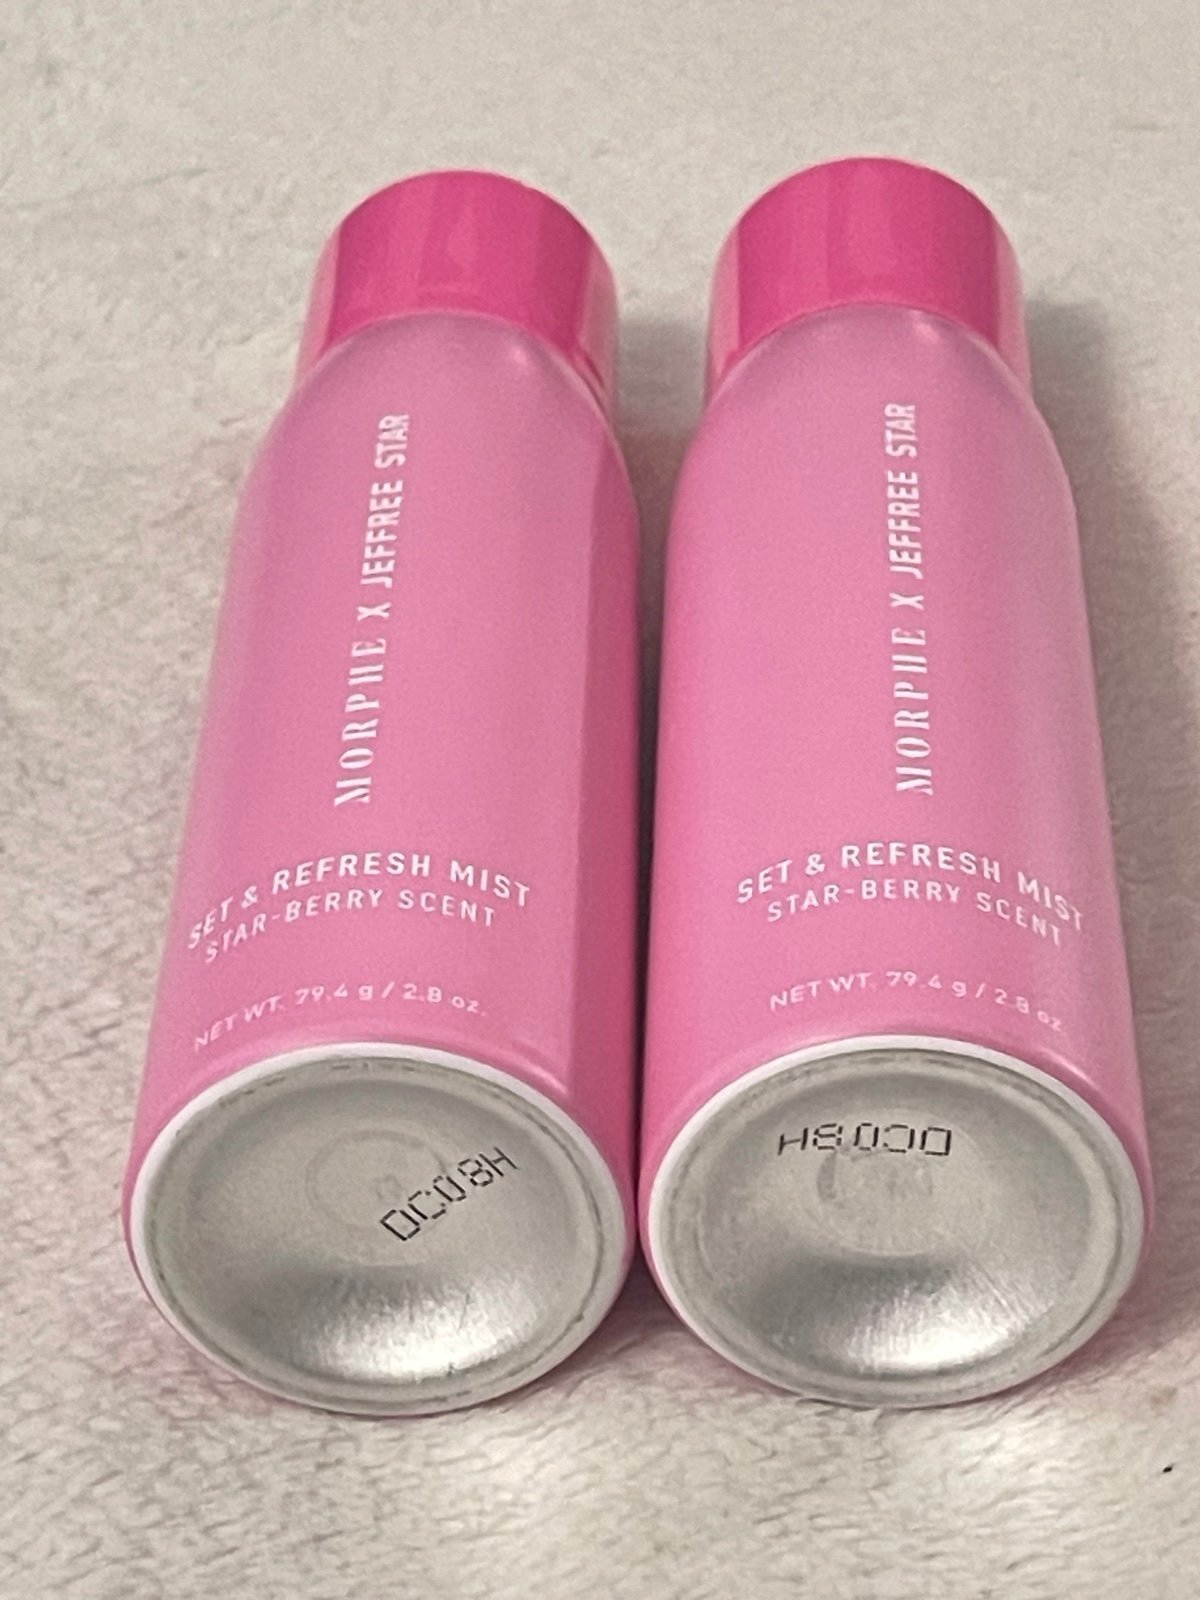 MORPHE X JEFFREE STAR
SET & REFRESH MIST
STAR-BERRY SCENT
NET WT. 79.4 g / 2.8 oz.
DC08H
MORPHE X JEFFREE STAR
SET & REFRESH MIST
STAR-BERRY SCENT
NET WT. 79.4 g / 2.8 oz.
DC08H